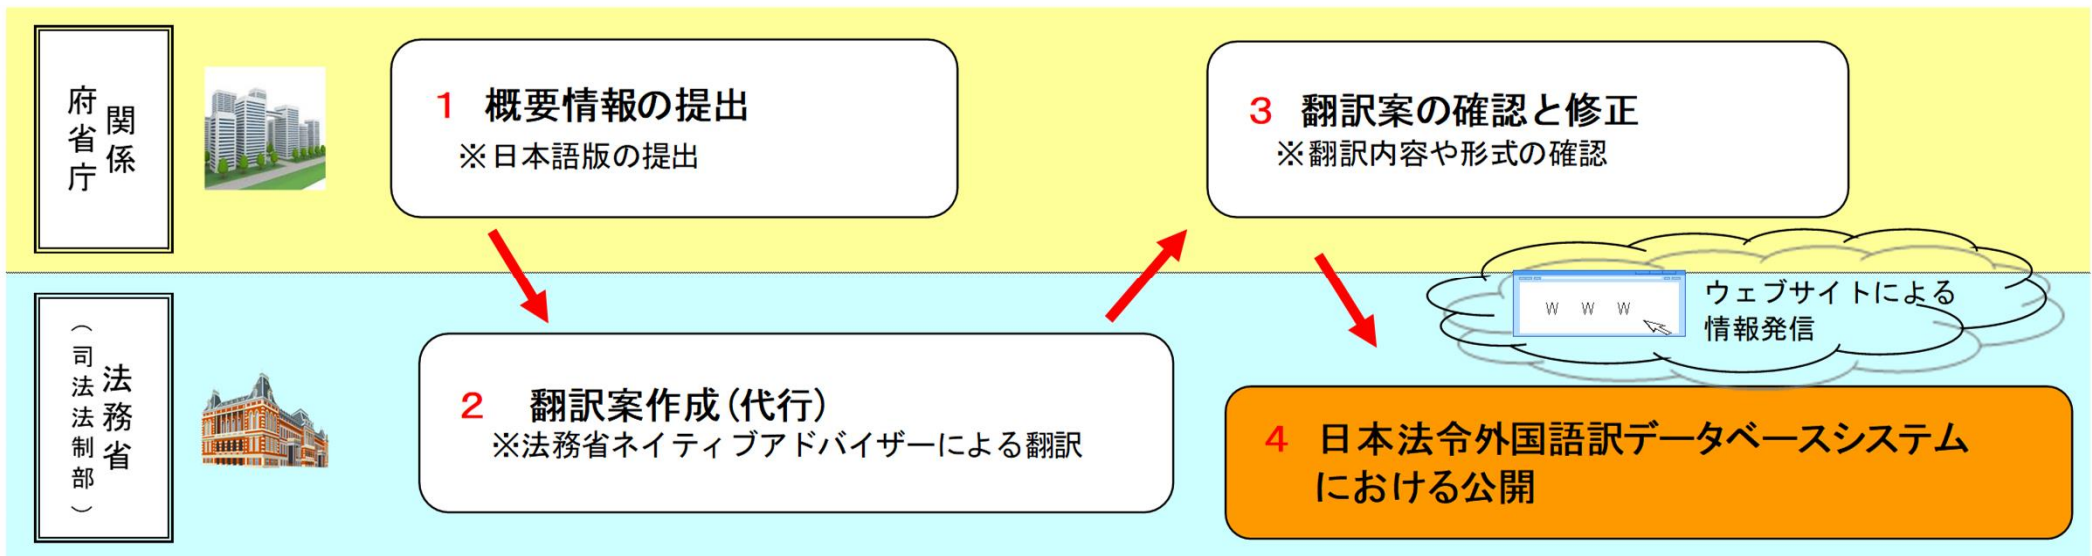 関係
府省庁
1 概要情報の提出
※日本語版の提出
3 翻訳案の確認と修正
※翻訳内容や形式の確認
法務省
（司法法制部）
2 翻訳案作成（代行）
※法務省ネイティブアドバイザーによる翻訳
W W W
ウェブサイトによる
情報発信
4 日本法令外国語訳データベースシステム
における公開